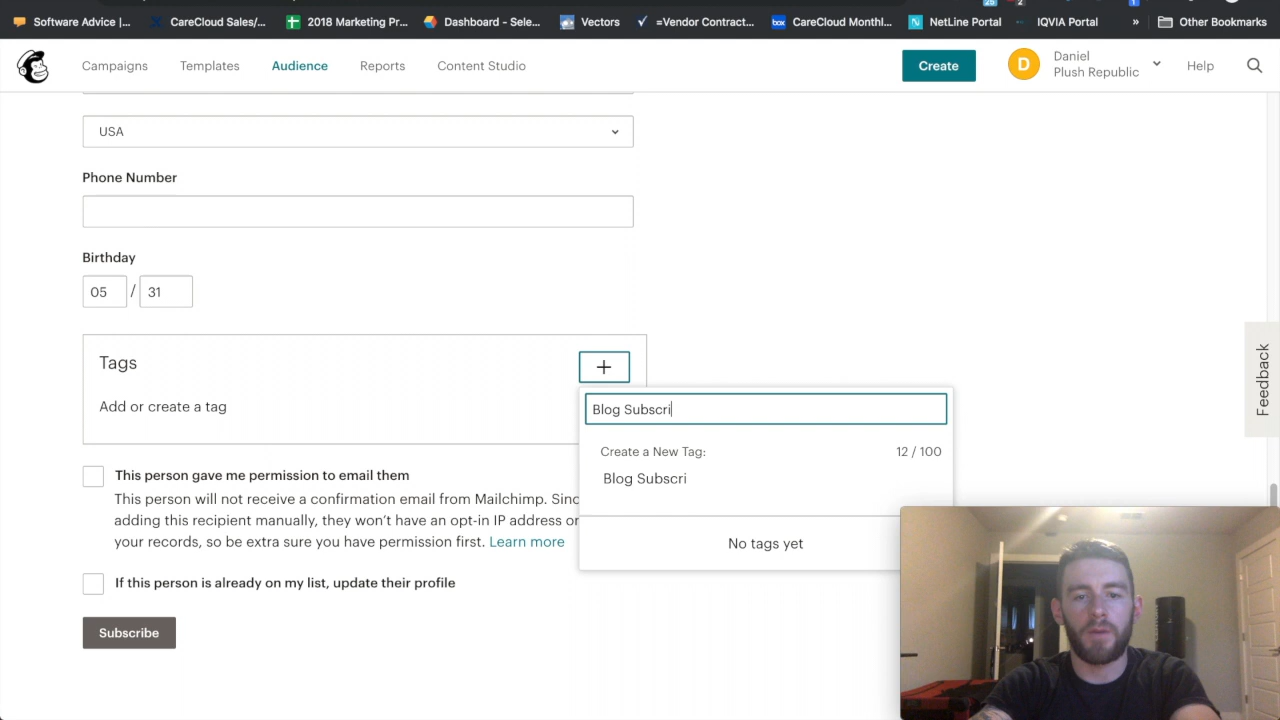 Software Advice |...
CareCloud Sales/...
2018 Marketing Pr...
Dashboard - Sele...
Vectors
=Vendor Contract...
CareCloud Monthl...
NetLine Portal
IQVIA Portal
»
Other Bookmarks
Campaigns
Templates
Audience
Reports
Content Studio
Create
D
Daniel
Plush Republic
Help
USA
Phone Number
Birthday
05 / 31
Tags
+
Add or create a tag
Blog Subscri
Create a New Tag:
12 / 100
Blog Subscri
No tags yet
This person gave me permission to email them
This person will not receive a confirmation email from Mailchimp. Sinc
adding this recipient manually, they won't have an opt-in IP address or
your records, so be extra sure you have permission first. Learn more
If this person is already on my list, update their profile
Subscribe
Feedback